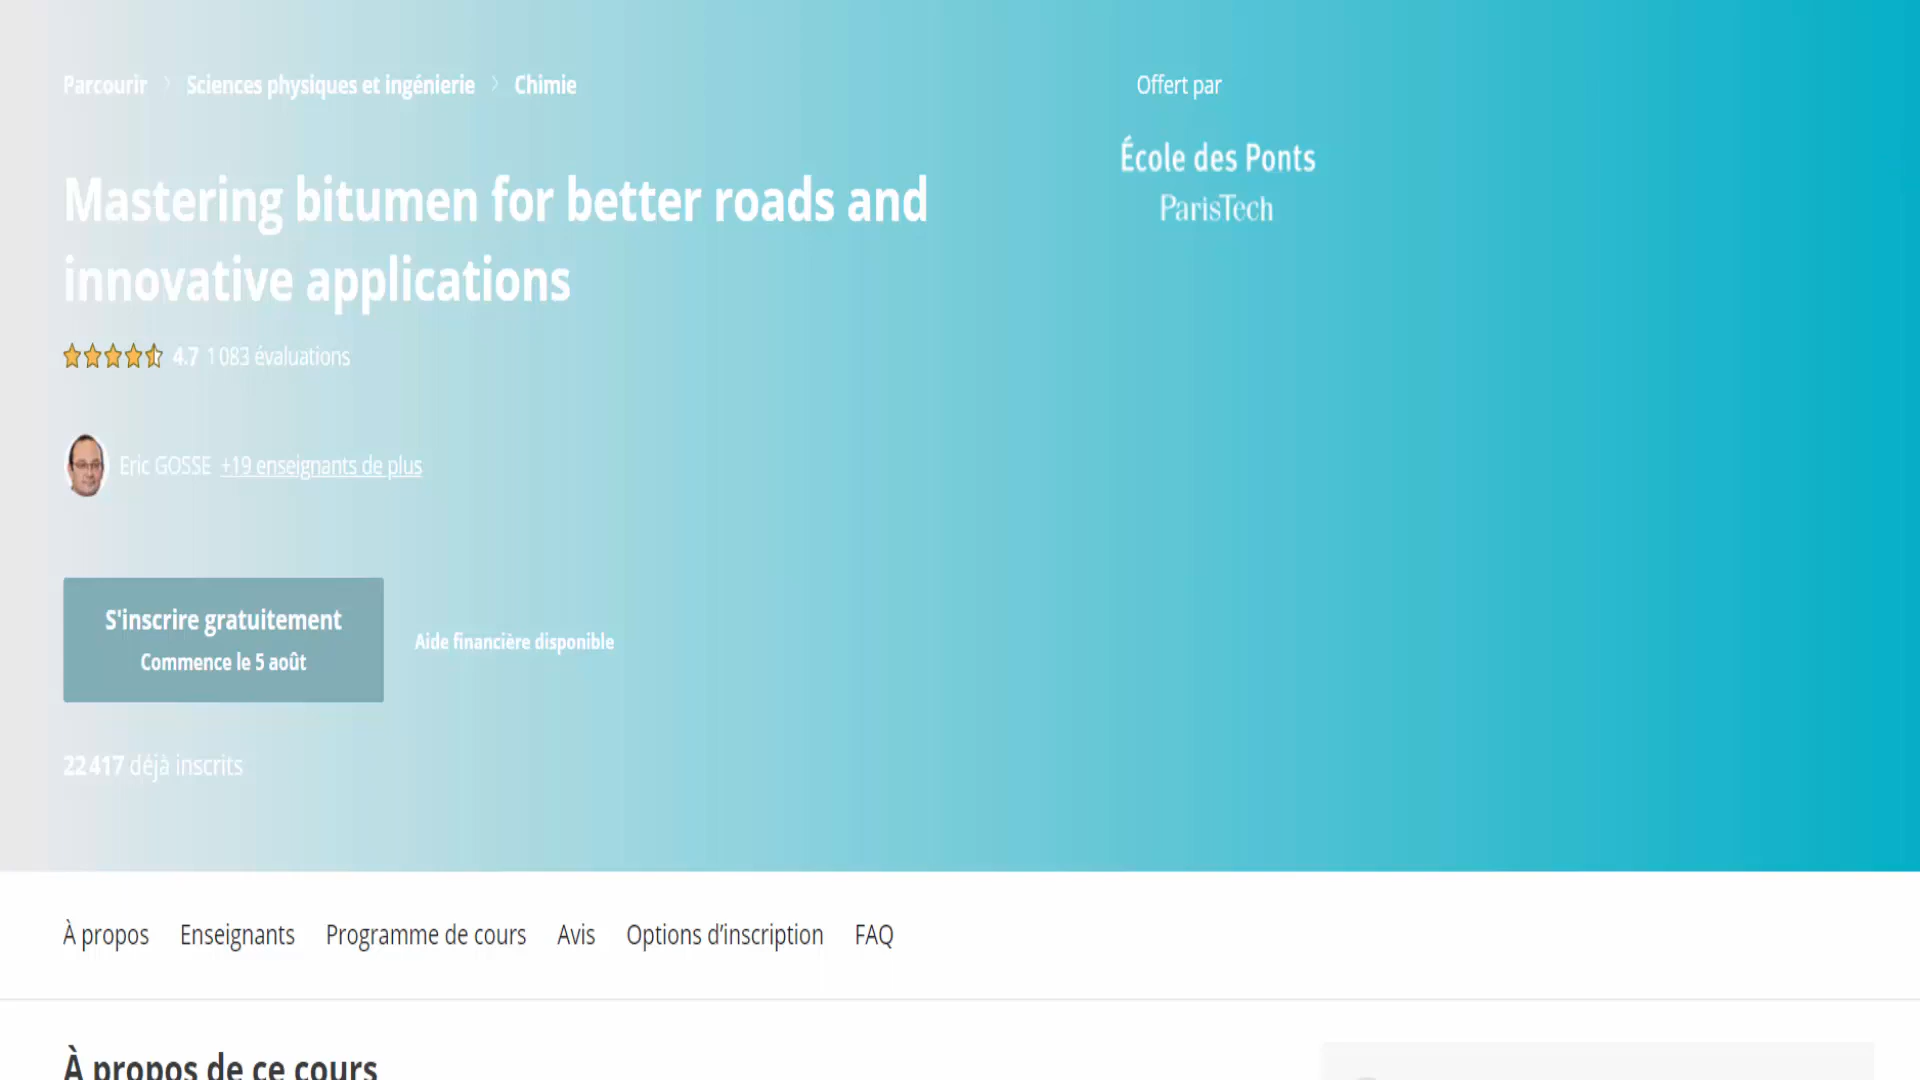 Parcourir > Sciences physiques et ingénierie > Chimie
Offert par
École des Ponts
ParisTech
Mastering bitumen for better roads and
innovative applications
4.7 1 083 évaluations
Eric GOSSE +19 enseignants de plus
S'inscrire gratuitement
Commence le 5 août
Aide financière disponible
22 417 déjà inscrits
À propos Enseignants Programme de cours Avis Options d’inscription FAQ
À propos de ce cours